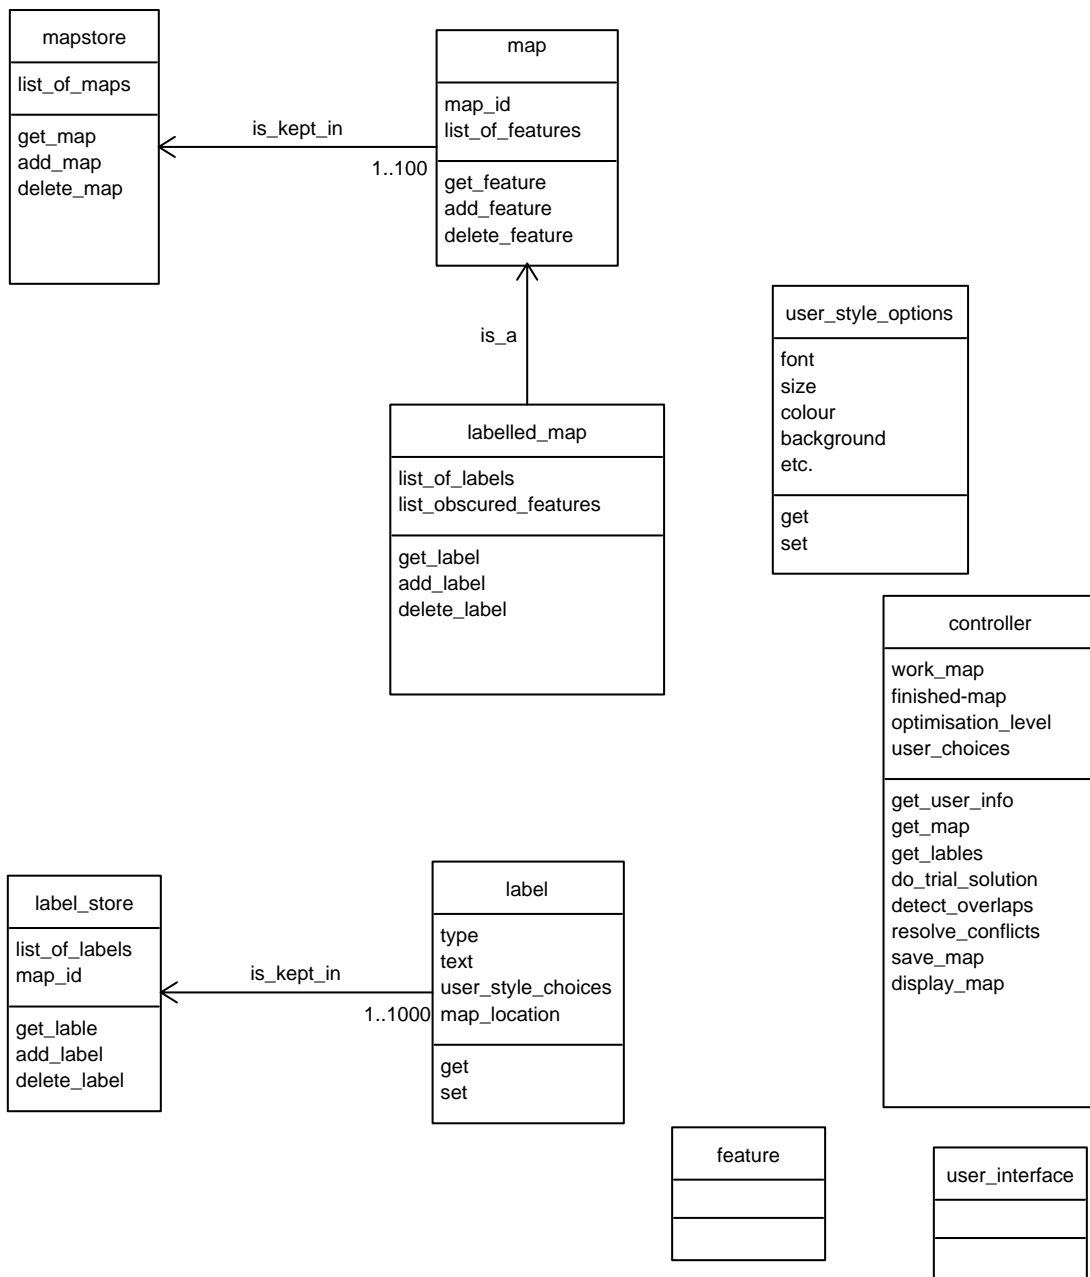 mapstore
list_of_maps
get_map
add_map
delete_map
is_kept_in
1..100
map
map_id
list_of_features
get_feature
add_feature
delete_feature
is_a
user_style_options
font
size
colour
background
etc.
get
set
labelled_map
list_of_labels
list_obscured_features
get_label
add_label
delete_label
controller
work_map
finished-map
optimisation_level
user_choices
get_user_info
get_map
get_lables
do_trial_solution
detect_overlaps
resolve_conflicts
save_map
display_map
label_store
list_of_labels
map_id
get_lable
add_label
delete_label
is_kept_in
1..1000
label
type
text
user_style_choices
map_location
get
set
feature
user_interface